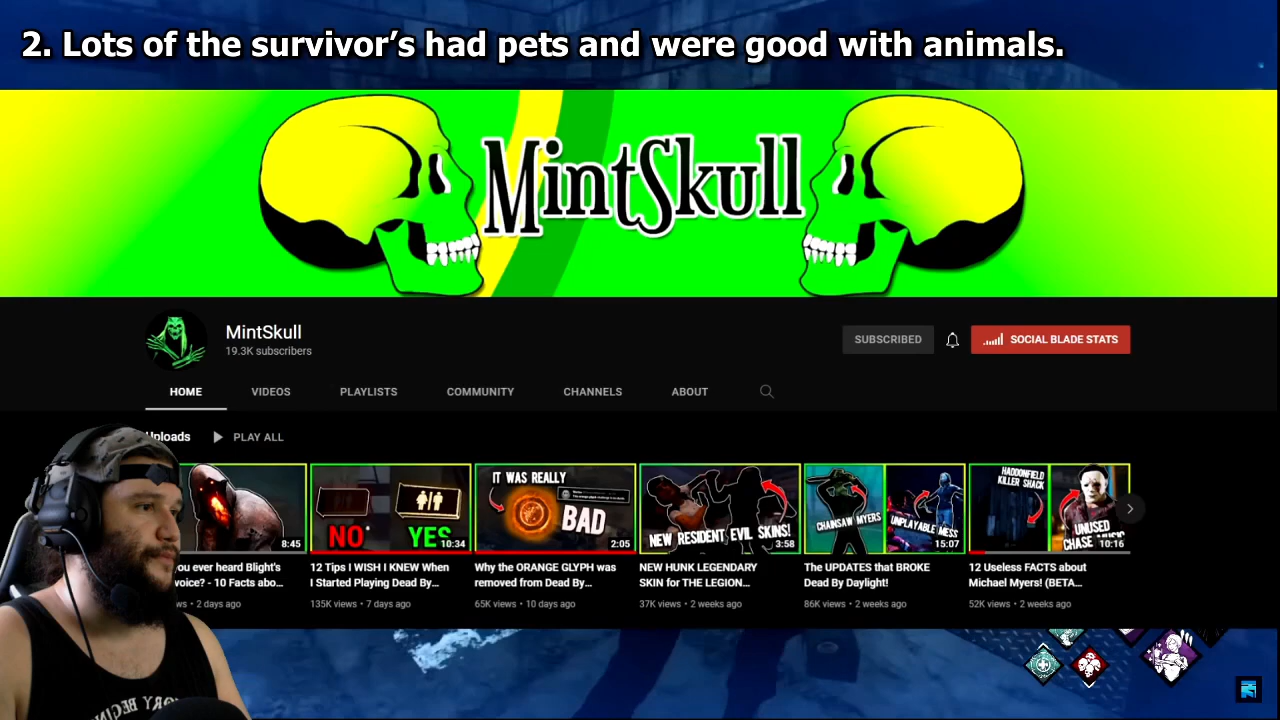 2. Lots of the survivor's had pets and were good with animals.
MintSkull
MintSkull
19.3K subscribers
SUBSCRIBED
SOCIAL BLADE STATS
HOME VIDEOS PLAYLISTS COMMUNITY CHANNELS ABOUT
Uploads PLAY ALL
8:45
NO YES
10:34
IT WAS REALLY
BAD
2:05
NEW RESIDENT EVIL SKINS!
3:58
CHAINSAW MYERS
UNPLAYABLE MESS
15:07
HADDONFIELD
KILLER SHACK
UNUSED
CHASE MUSIC
10:16
you ever heard Blight's
voice? - 10 Facts abo...
2 days ago
12 Tips I WISH I KNEW When
I Started Playing Dead By...
135K views • 7 days ago
Why the ORANGE GLYPH was
removed from Dead By...
65K views • 10 days ago
NEW HUNK LEGENDARY
SKIN for THE LEGION...
37K views • 2 weeks ago
The UPDATES that BROKE
Dead By Daylight!
86K views • 2 weeks ago
12 Useless FACTS about
Michael Myers! (BETA...
52K views • 2 weeks ago